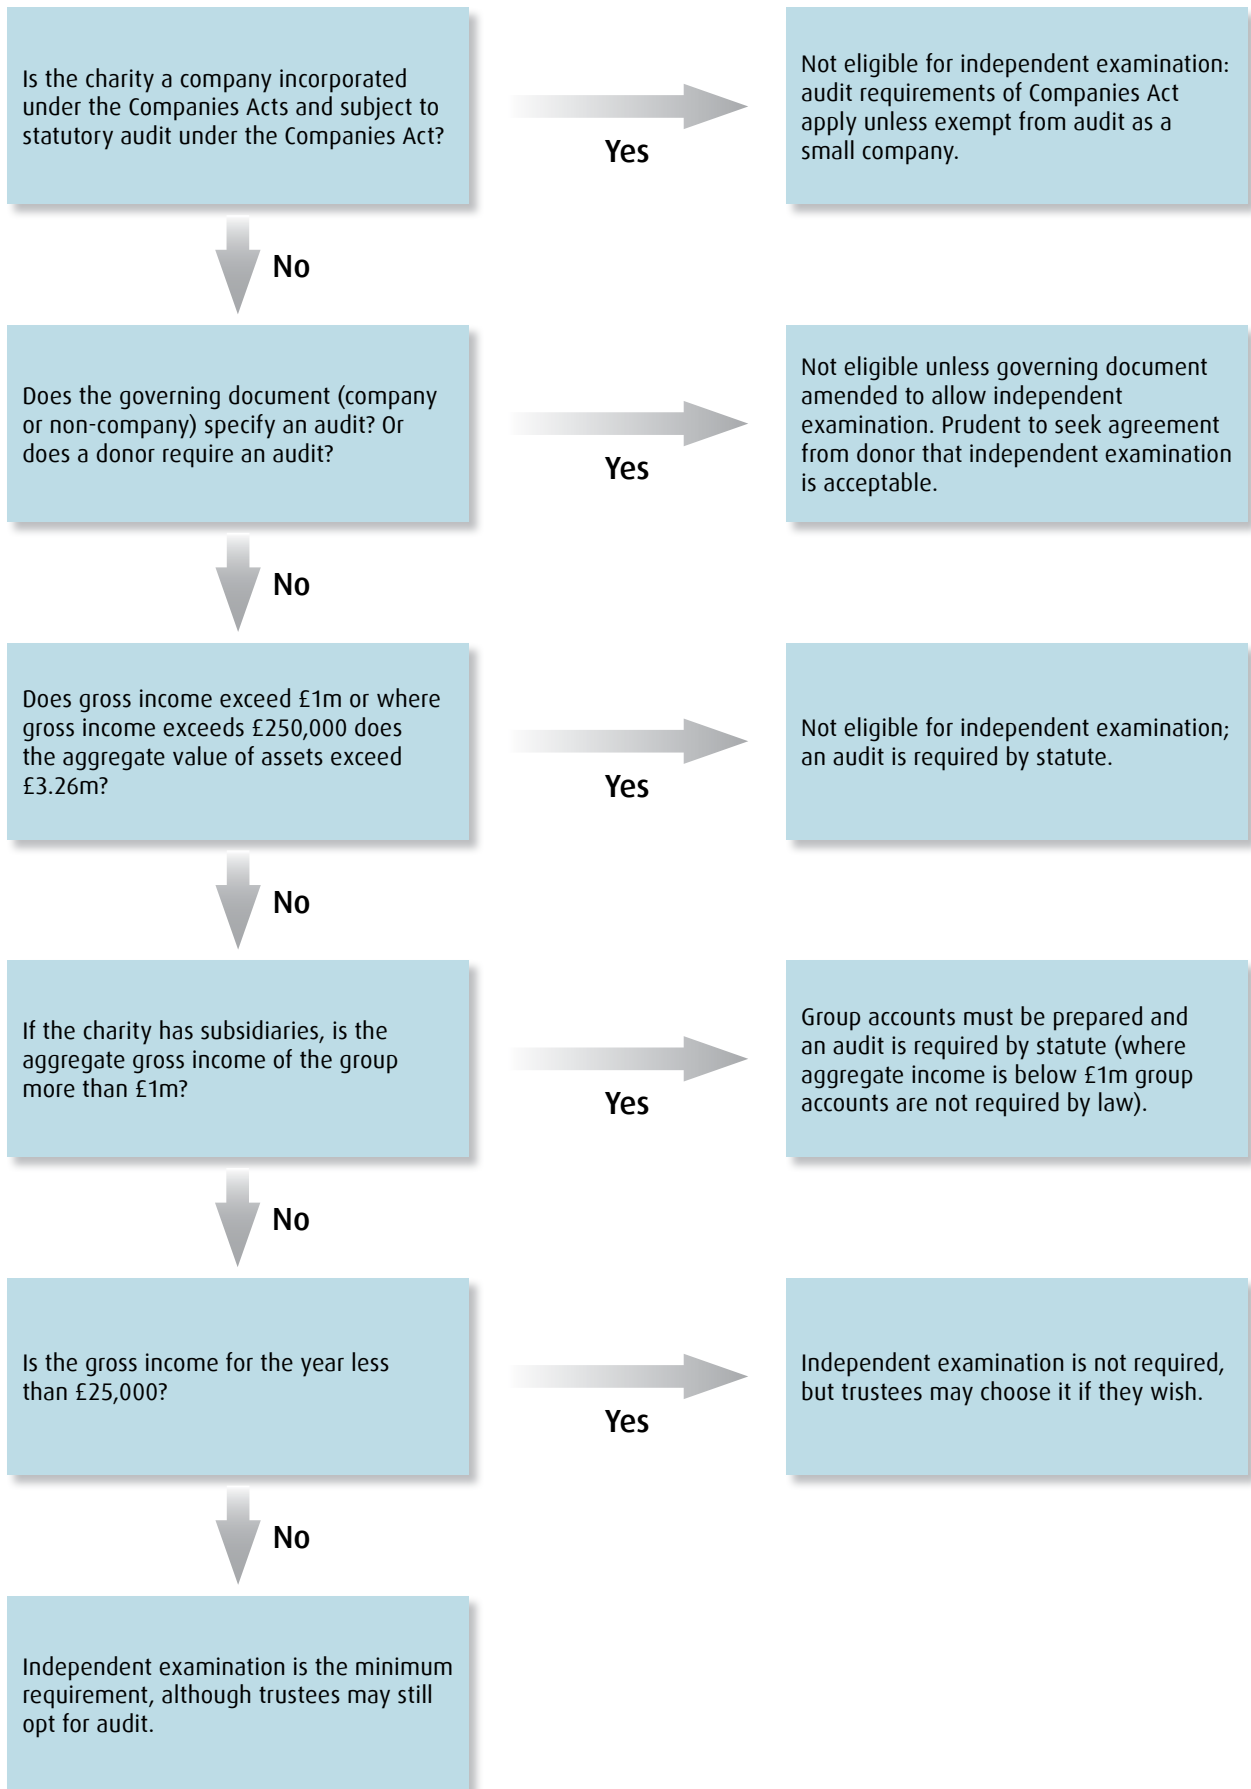 Is the charity a company incorporated
under the Companies Acts and subject to
statutory audit under the Companies Act?
Yes
Not eligible for independent examination:
audit requirements of Companies Act
apply unless exempt from audit as a
small company.
No
Does the governing document (company
or non-company) specify an audit? Or
does a donor require an audit?
Yes
Not eligible unless governing document
amended to allow independent
examination. Prudent to seek agreement
from donor that independent examination
is acceptable.
No
Does gross income exceed £1m or where
gross income exceeds £250,000 does
the aggregate value of assets exceed
£3.26m?
Yes
Not eligible for independent examination;
an audit is required by statute.
No
If the charity has subsidiaries, is the
aggregate gross income of the group
more than £1m?
Yes
Group accounts must be prepared and
an audit is required by statute (where
aggregate income is below £1m group
accounts are not required by law).
No
Is the gross income for the year less
than £25,000?
Yes
Independent examination is not required,
but trustees may choose it if they wish.
No
Independent examination is the minimum
requirement, although trustees may still
opt for audit.